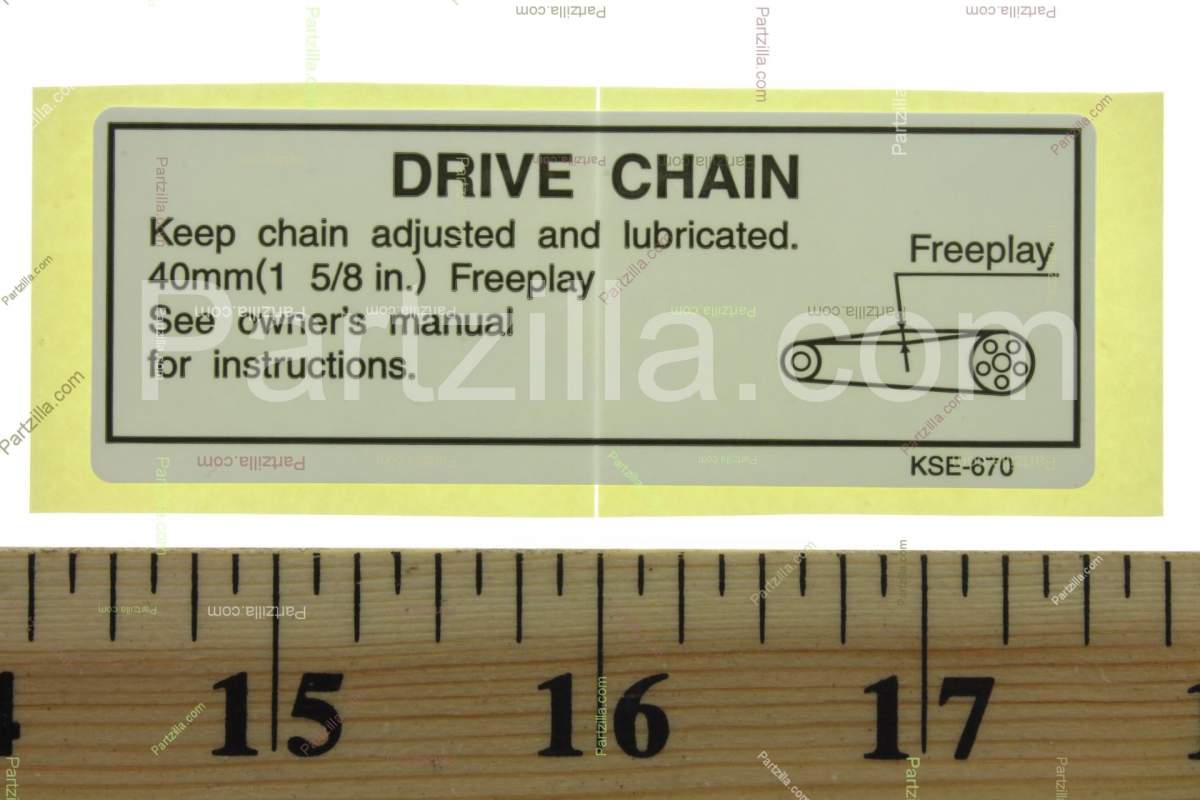 DRIVE CHAIN
Keep chain adjusted and lubricated.
40mm(1 5/8 in.) Freeplay
See owner's manual
for instructions.
Freeplay
KSE-670
Partzilla.com
15 16 17